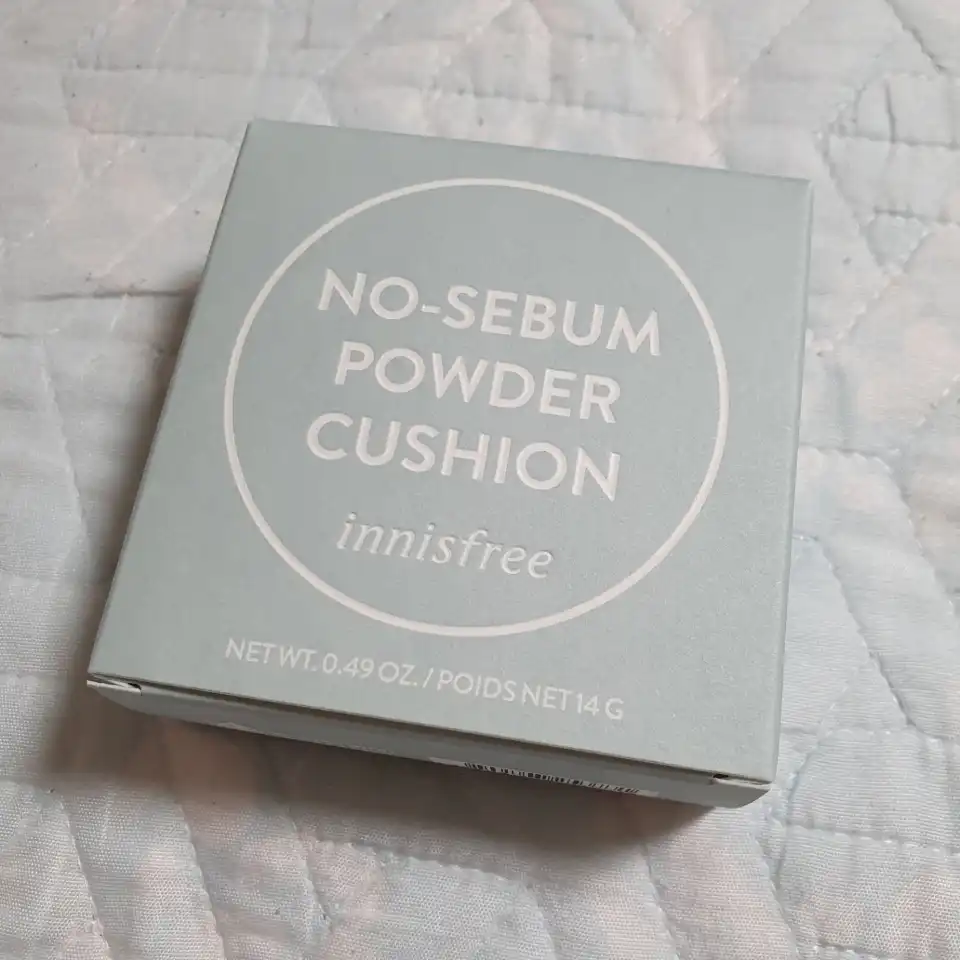 NO-SEBUM
POWDER
CUSHION
innisfree
NET WT. 0.49 OZ. / POIDS NET 14 G